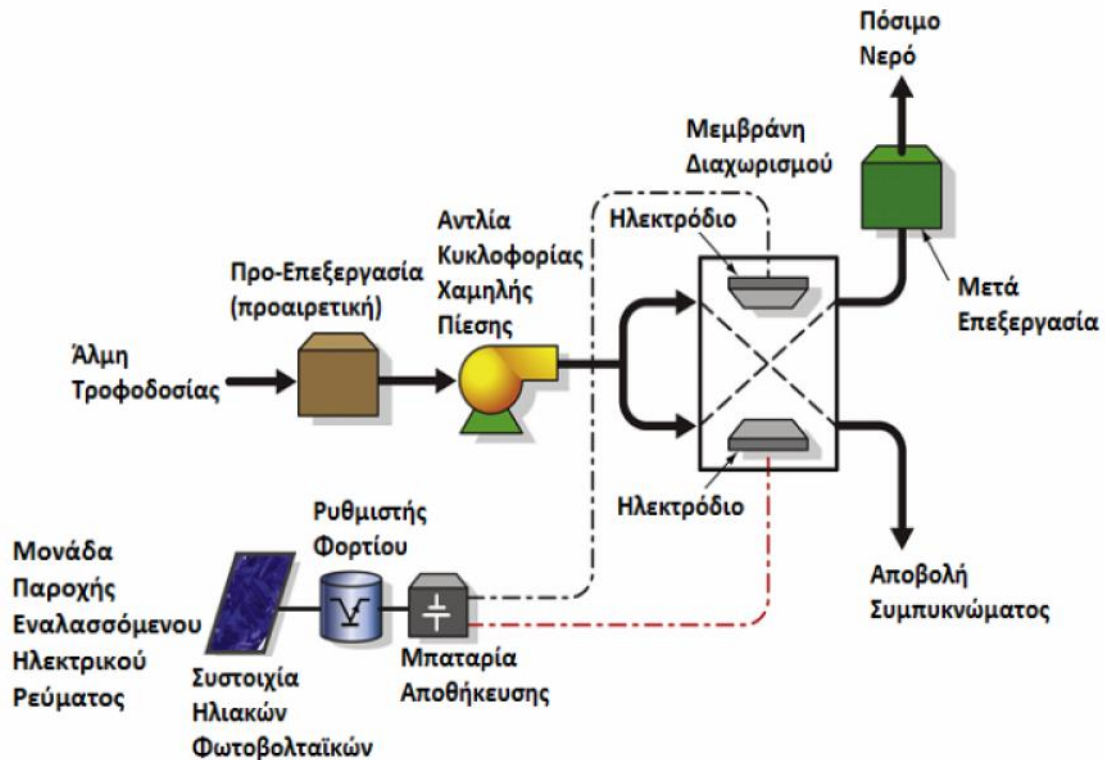 Πόσιμο
Νερό
Μεμβράνη
Διαχωρισμού
Ηλεκτρόδιο
Αντλία
Κυκλοφορίας
Χαμηλής
Πίεσης
Προ-Επεξεργασία
(προαιρετική)
Μετά
Επεξεργασία
Άλμη
Τροφοδοσίας
Ηλεκτρόδιο
Ρυθμιστής
Φορτίου
Μονάδα
Παροχής
Εναλασσόμενου
Ηλεκτρικού
Ρεύματος
Αποβολή
Συμπυκνώματος
Μπαταρία
Αποθήκευσης
Συστοιχία
Ηλιακών
Φωτοβολταϊκών